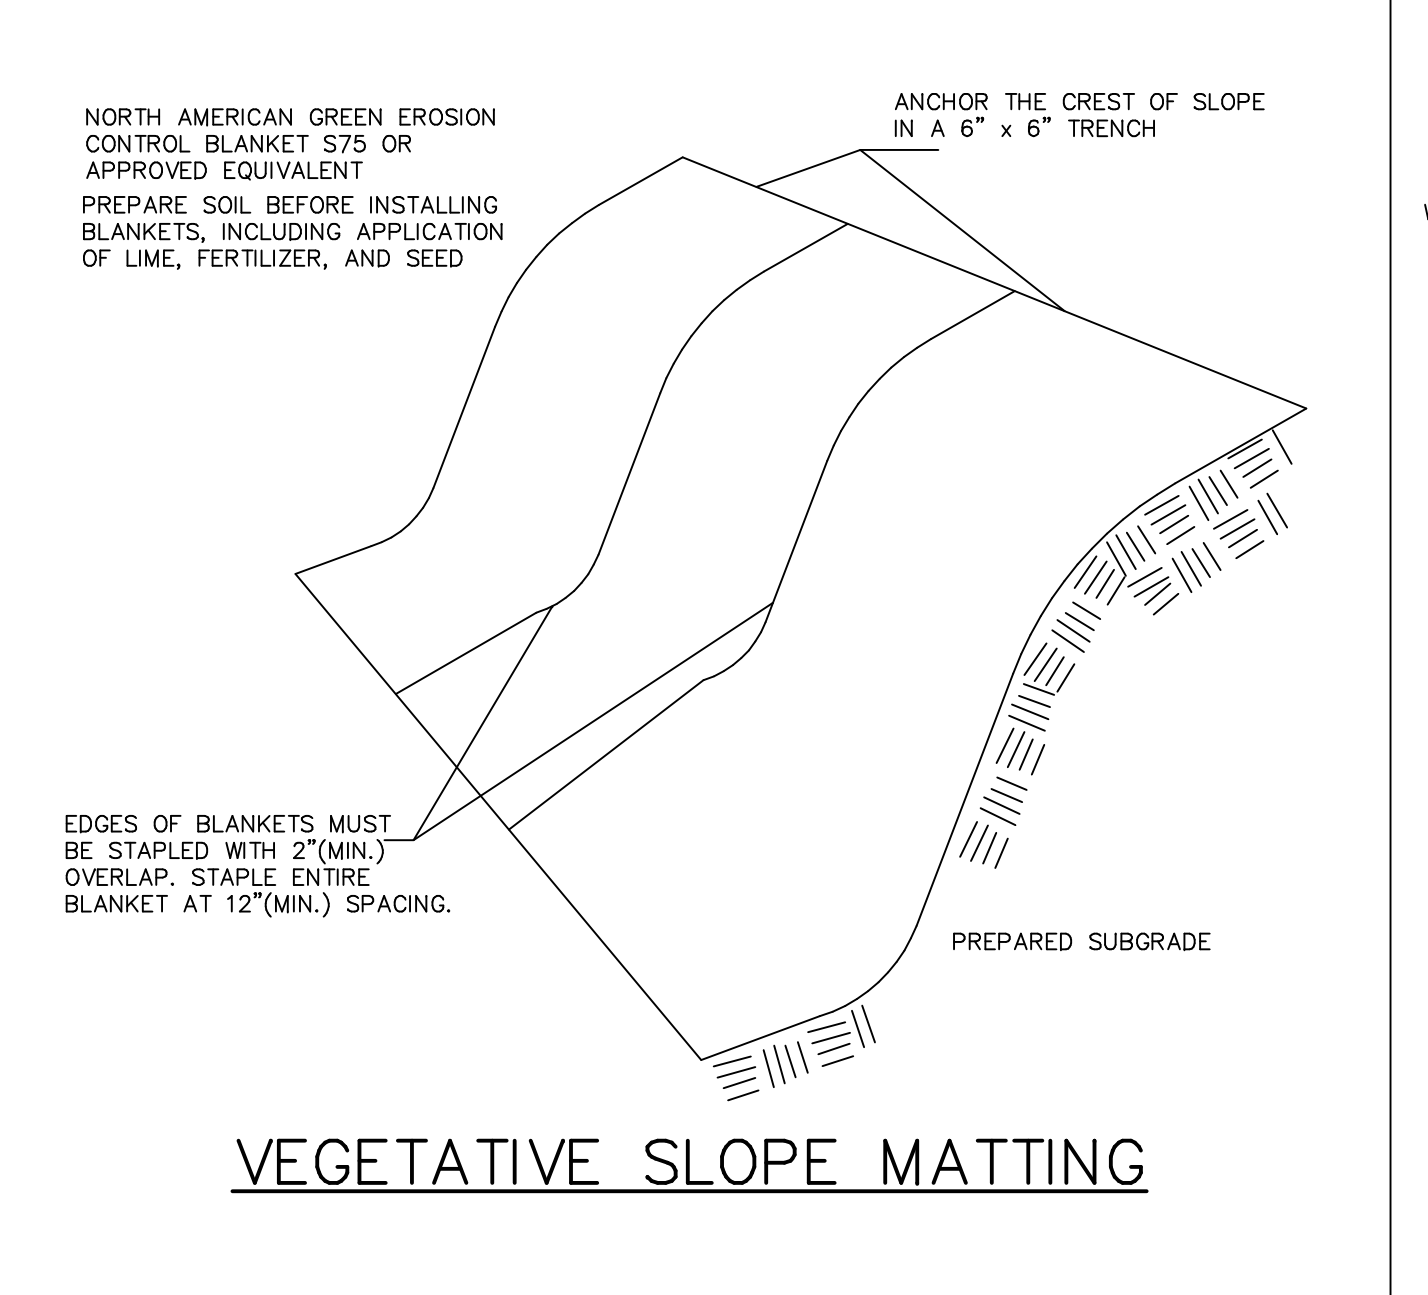 NORTH AMERICAN GREEN EROSION
CONTROL BLANKET S75 OR
APPROVED EQUIVALENT
PREPARE SOIL BEFORE INSTALLING
BLANKETS, INCLUDING APPLICATION
OF LIME, FERTILIZER, AND SEED
ANCHOR THE CREST OF SLOPE
IN A 6” x 6” TRENCH
EDGES OF BLANKETS MUST
BE STAPLED WITH 2”(MIN.)
OVERLAP. STAPLE ENTIRE
BLANKET AT 12”(MIN.) SPACING.
PREPARED SUBGRADE
VEGETATIVE SLOPE MATTING